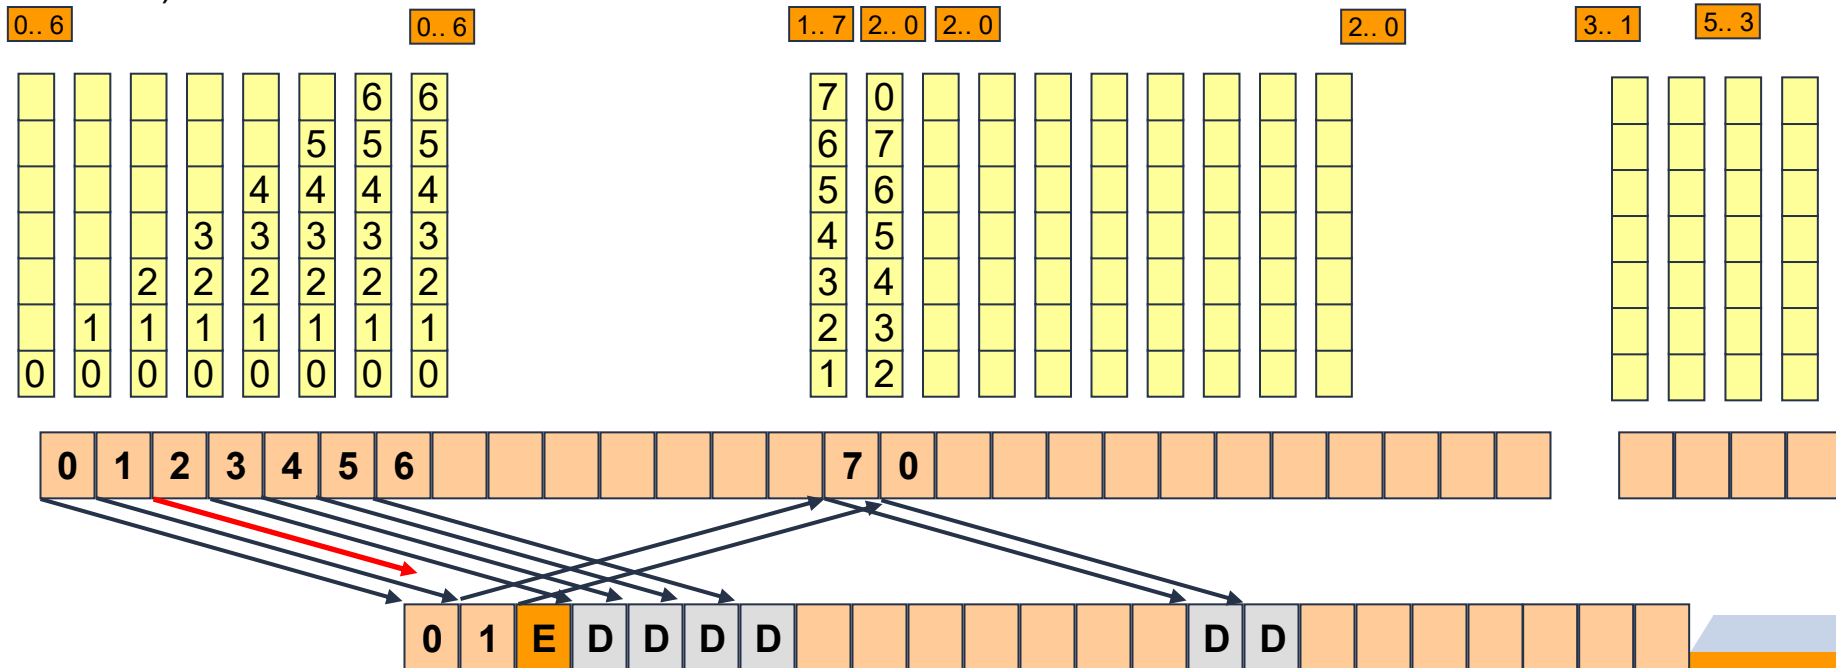 0.. 6 0.. 6 1.. 7 2.. 0 2.. 0 2.. 0 3.. 1 5.. 3
6 6 7 0
5 5 5 6 7
4 4 4 4 5 6
3 3 3 3 3 4 5
2 2 2 2 2 2 3 4
1 1 1 1 1 1 1 2 3
0 0 0 0 0 0 0 0 1 2
0 1 2 3 4 5 6 7 0
0 1 E D D D D D D